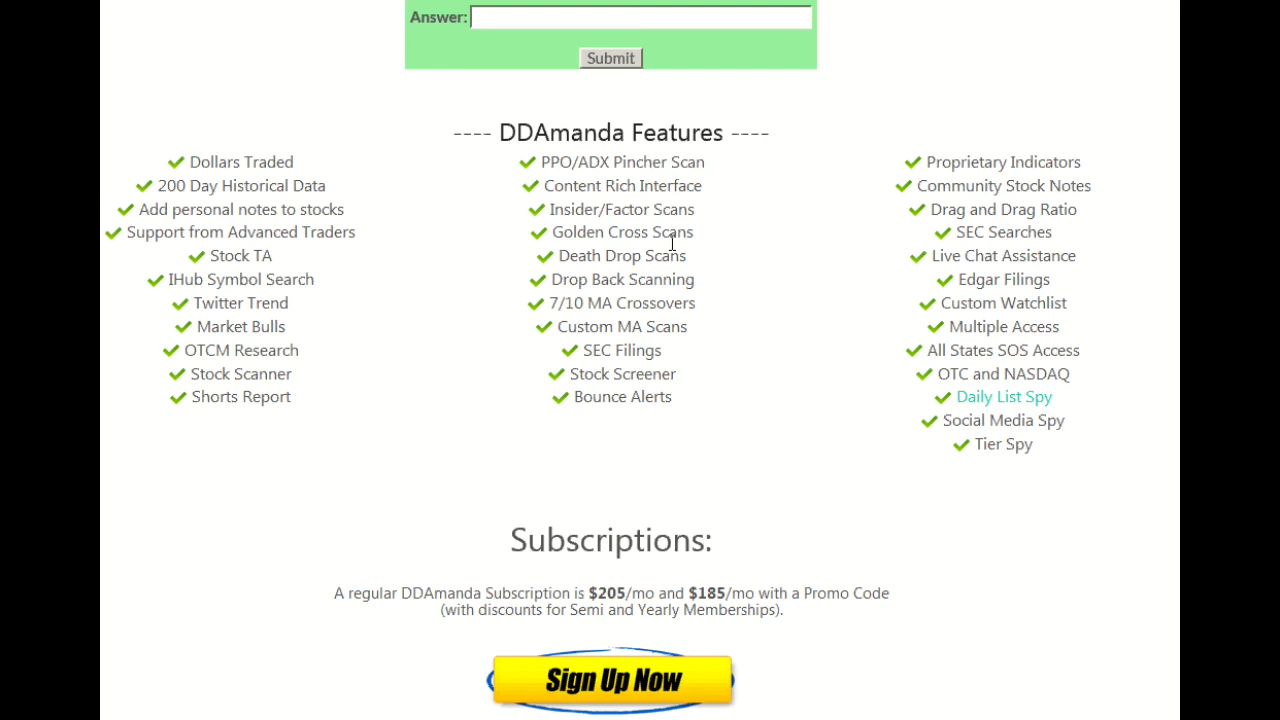 Answer:
Submit
---- DDAmanda Features ----
Dollars Traded
200 Day Historical Data
Add personal notes to stocks
Support from Advanced Traders
Stock TA
IHub Symbol Search
Twitter Trend
Market Bulls
OTCM Research
Stock Scanner
Shorts Report
PPO/ADX Pincher Scan
Content Rich Interface
Insider/Factor Scans
Golden Cross Scans
Death Drop Scans
Drop Back Scanning
7/10 MA Crossovers
Custom MA Scans
SEC Filings
Stock Screener
Bounce Alerts
Proprietary Indicators
Community Stock Notes
Drag and Drag Ratio
SEC Searches
Live Chat Assistance
Edgar Filings
Custom Watchlist
Multiple Access
All States SOS Access
OTC and NASDAQ
Daily List Spy
Social Media Spy
Tier Spy
Subscriptions:
A regular DDAmanda Subscription is $205/mo and $185/mo with a Promo Code
(with discounts for Semi and Yearly Memberships).
Sign Up Now